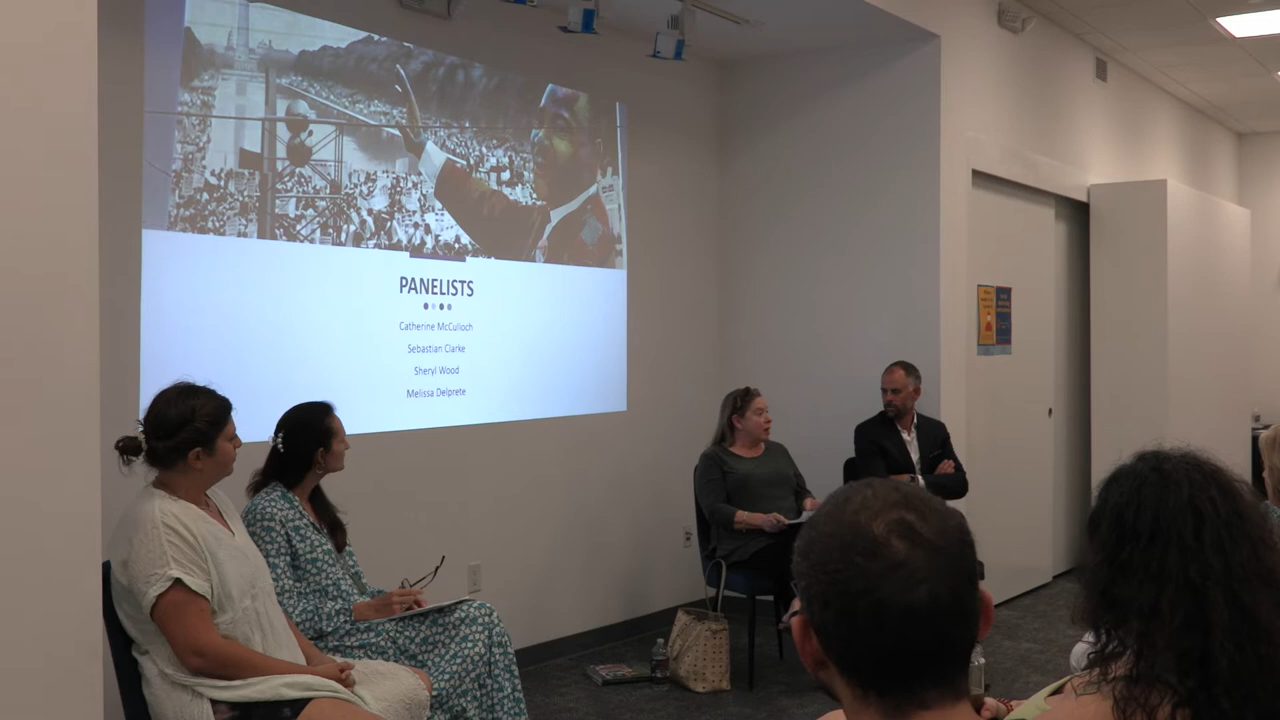 PANELISTS
Catherine McCulloch
Sebastian Clarke
Sheryl Wood
Melissa Delprete